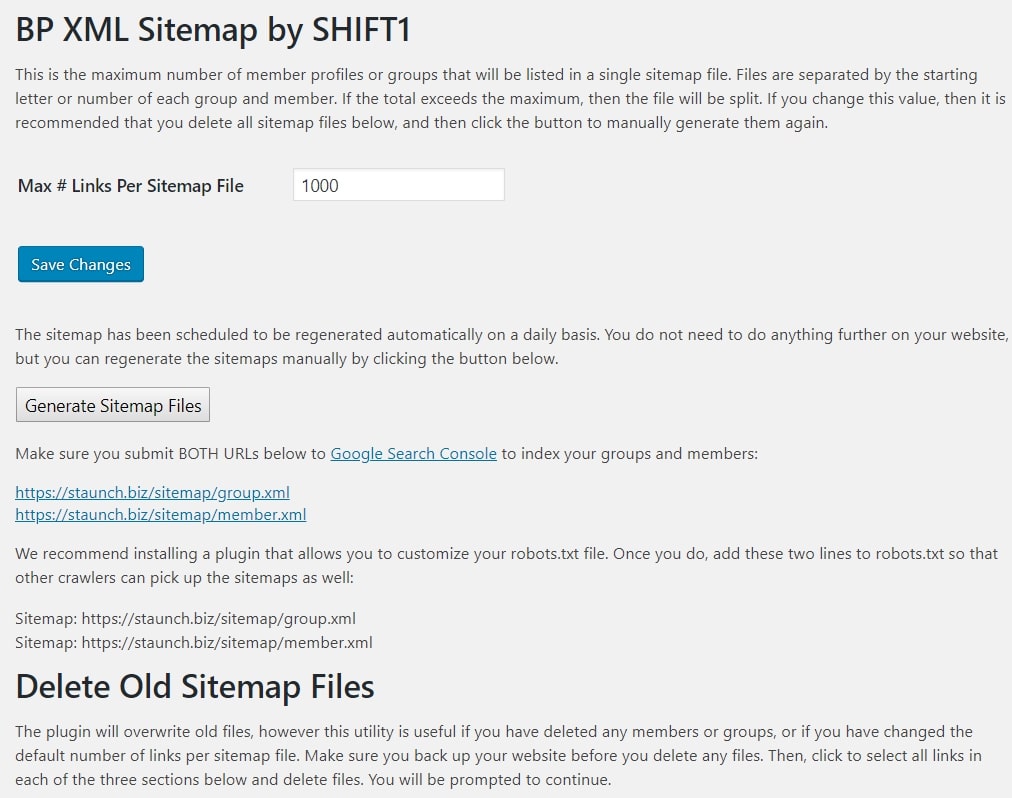 BP XML Sitemap by SHIFT1
This is the maximum number of member profiles or groups that will be listed in a single sitemap file. Files are separated by the starting
letter or number of each group and member. If the total exceeds the maximum, then the file will be split. If you change this value, then it is
recommended that you delete all sitemap files below, and then click the button to manually generate them again.
Max # Links Per Sitemap File 1000
Save Changes
The sitemap has been scheduled to be regenerated automatically on a daily basis. You do not need to do anything further on your website,
but you can regenerate the sitemaps manually by clicking the button below.
Generate Sitemap Files
Make sure you submit BOTH URLs below to Google Search Console to index your groups and members:
https://staunch.biz/sitemap/group.xml
https://staunch.biz/sitemap/member.xml
We recommend installing a plugin that allows you to customize your robots.txt file. Once you do, add these two lines to robots.txt so that
other crawlers can pick up the sitemaps as well:
Sitemap: https://staunch.biz/sitemap/group.xml
Sitemap: https://staunch.biz/sitemap/member.xml
Delete Old Sitemap Files
The plugin will overwrite old files, however this utility is useful if you have deleted any members or groups, or if you have changed the
default number of links per sitemap file. Make sure you back up your website before you delete any files. Then, click to select all links in
each of the three sections below and delete files. You will be prompted to continue.